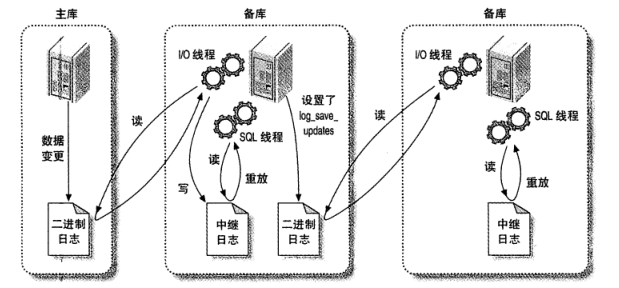 主库
数据
变更
二进制
日志
备库
I/O 线程
读
写
SQL 线程
读
重放
中继
日志
设置了
log_save_
updates
二进制
日志
备库
I/O 线程
读
SQL 线程
读
重放
中继
日志